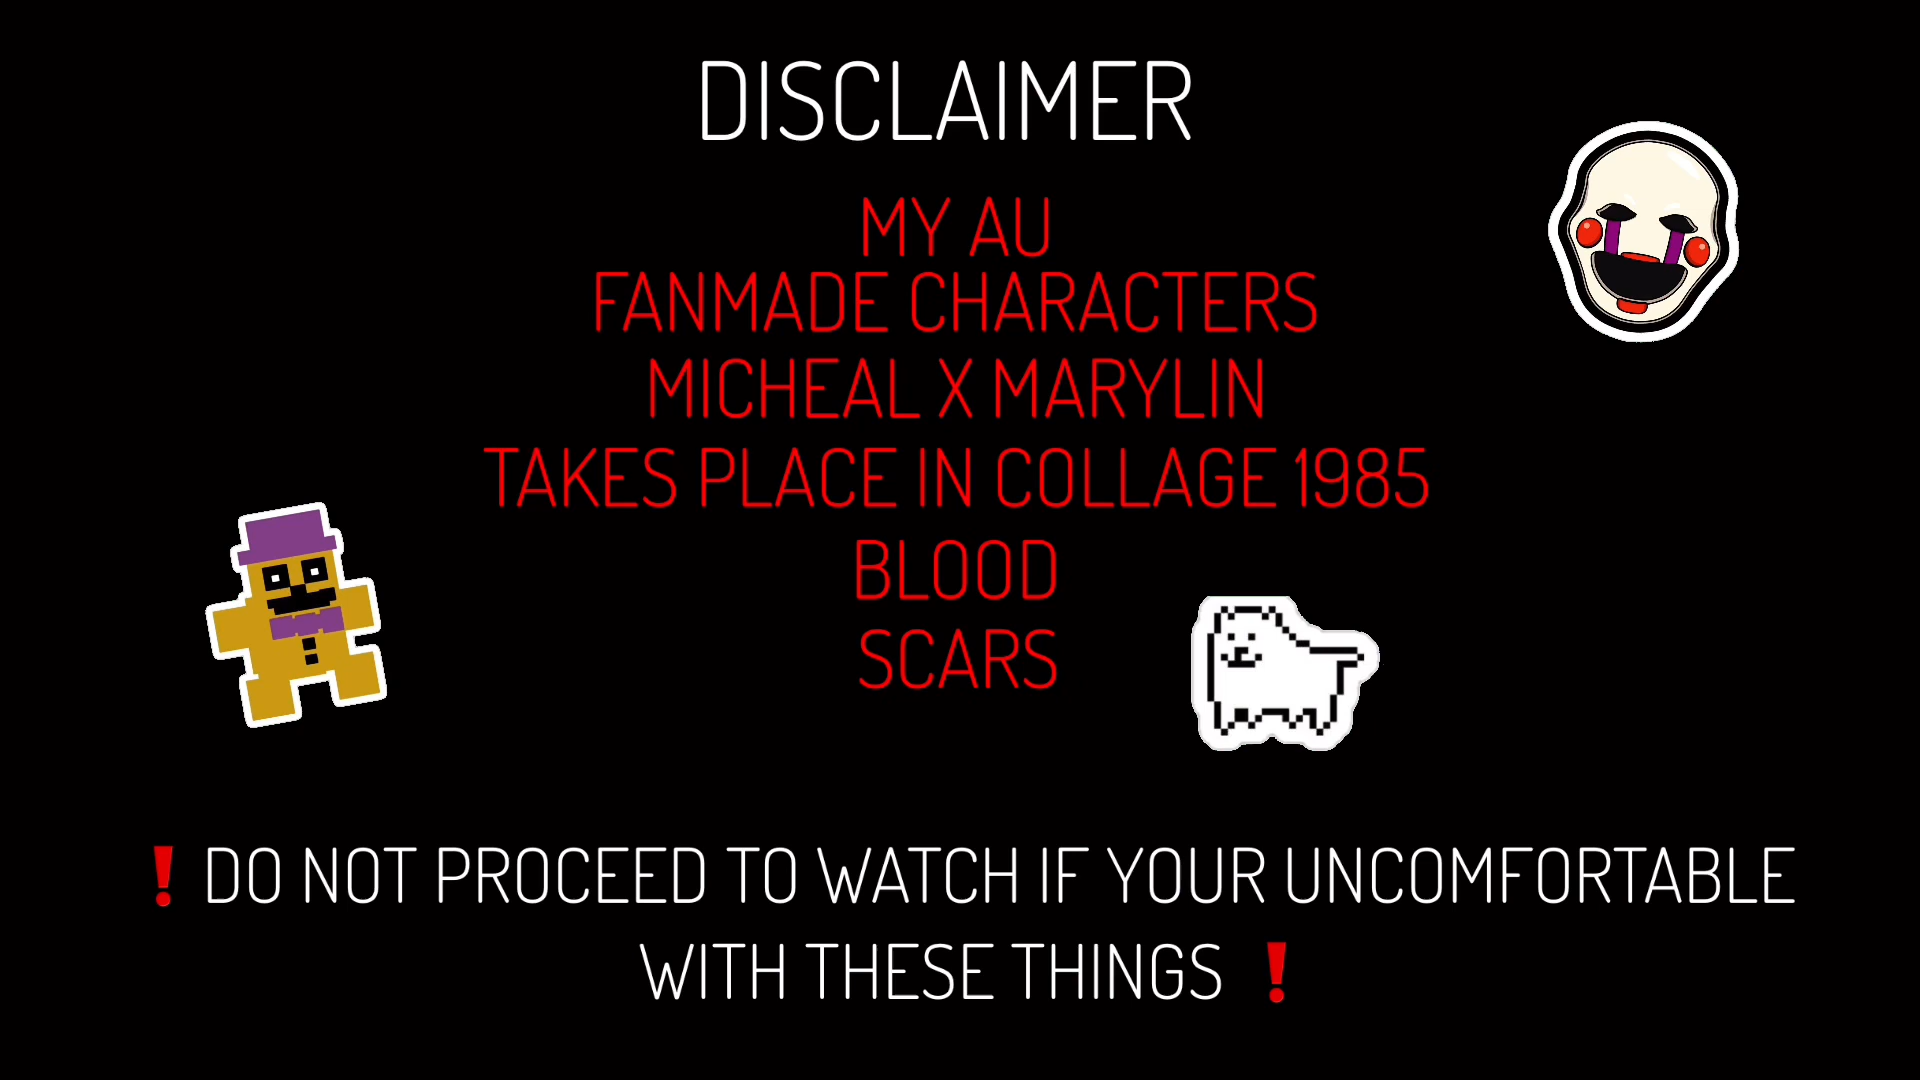 DISCLAIMER
MY AU
FANMADE CHARACTERS
MICHEAL X MARYLIN
TAKES PLACE IN COLLAGE 1985
BLOOD
SCARS
❗DO NOT PROCEED TO WATCH IF YOUR UNCOMFORTABLE
WITH THESE THINGS ❗